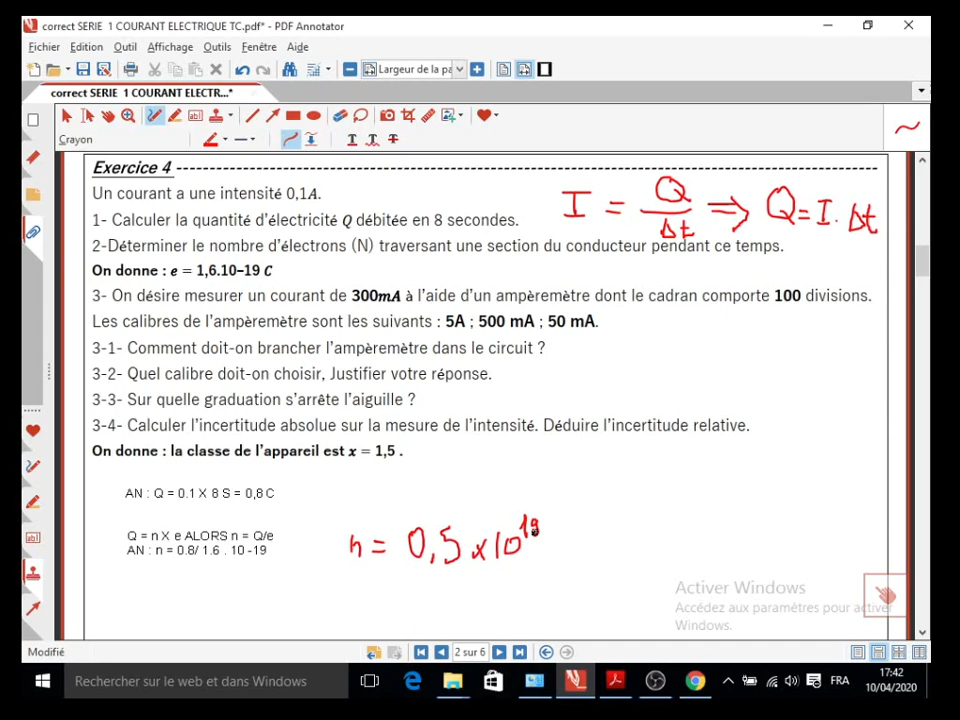 correct SERIE 1 COURANT ELECTRIQUE TC.pdf* - PDF Annotator
Fichier Edition Outil Affichage Outils Fenêtre Aide
Largeur de la pa
correct SERIE 1 COURANT ELECTR...*
Crayon
Exercice 4
Un courant a une intensité 0,1A.
I = Q/Δt ⇒ Q = I . Δt
1- Calculer la quantité d'électricité Q débitée en 8 secondes.
2-Déterminer le nombre d'électrons (N) traversant une section du conducteur pendant ce temps.
On donne : e = 1,6.10–19 C
3- On désire mesurer un courant de 300mA à l'aide d'un ampèremètre dont le cadran comporte 100 divisions.
Les calibres de l'ampèremètre sont les suivants : 5A ; 500 mA ; 50 mA.
3-1- Comment doit-on brancher l'ampèremètre dans le circuit ?
3-2- Quel calibre doit-on choisir, Justifier votre réponse.
3-3- Sur quelle graduation s'arrête l'aiguille ?
3-4- Calculer l'incertitude absolue sur la mesure de l'intensité. Déduire l'incertitude relative.
On donne : la classe de l'appareil est x = 1,5 .
AN : Q = 0.1 X 8 S = 0,8 C
Q = n X e ALORS n = Q/e
AN : n = 0.8/ 1.6 . 10 -19
n = 0,5 x 10^19
Activer Windows
Accédez aux paramètres pour activer
Windows.
Modifié
2 sur 6
Rechercher sur le web et dans Windows
FRA
17:42
10/04/2020